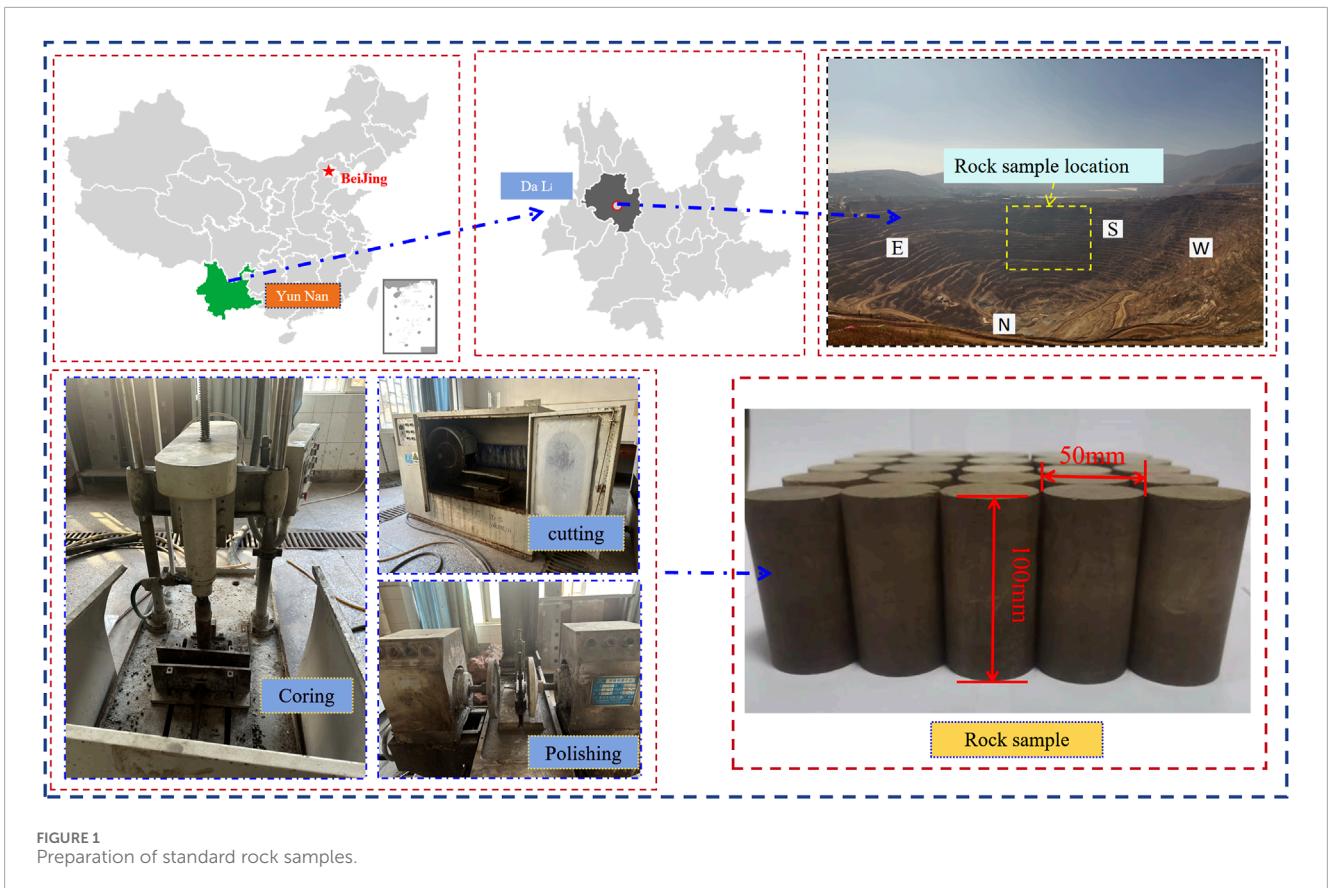 BeiJing
Yun Nan
Da Li
Rock sample location
E
S
W
N
Coring
cutting
Polishing
50mm
100mm
Rock sample
FIGURE 1
Preparation of standard rock samples.